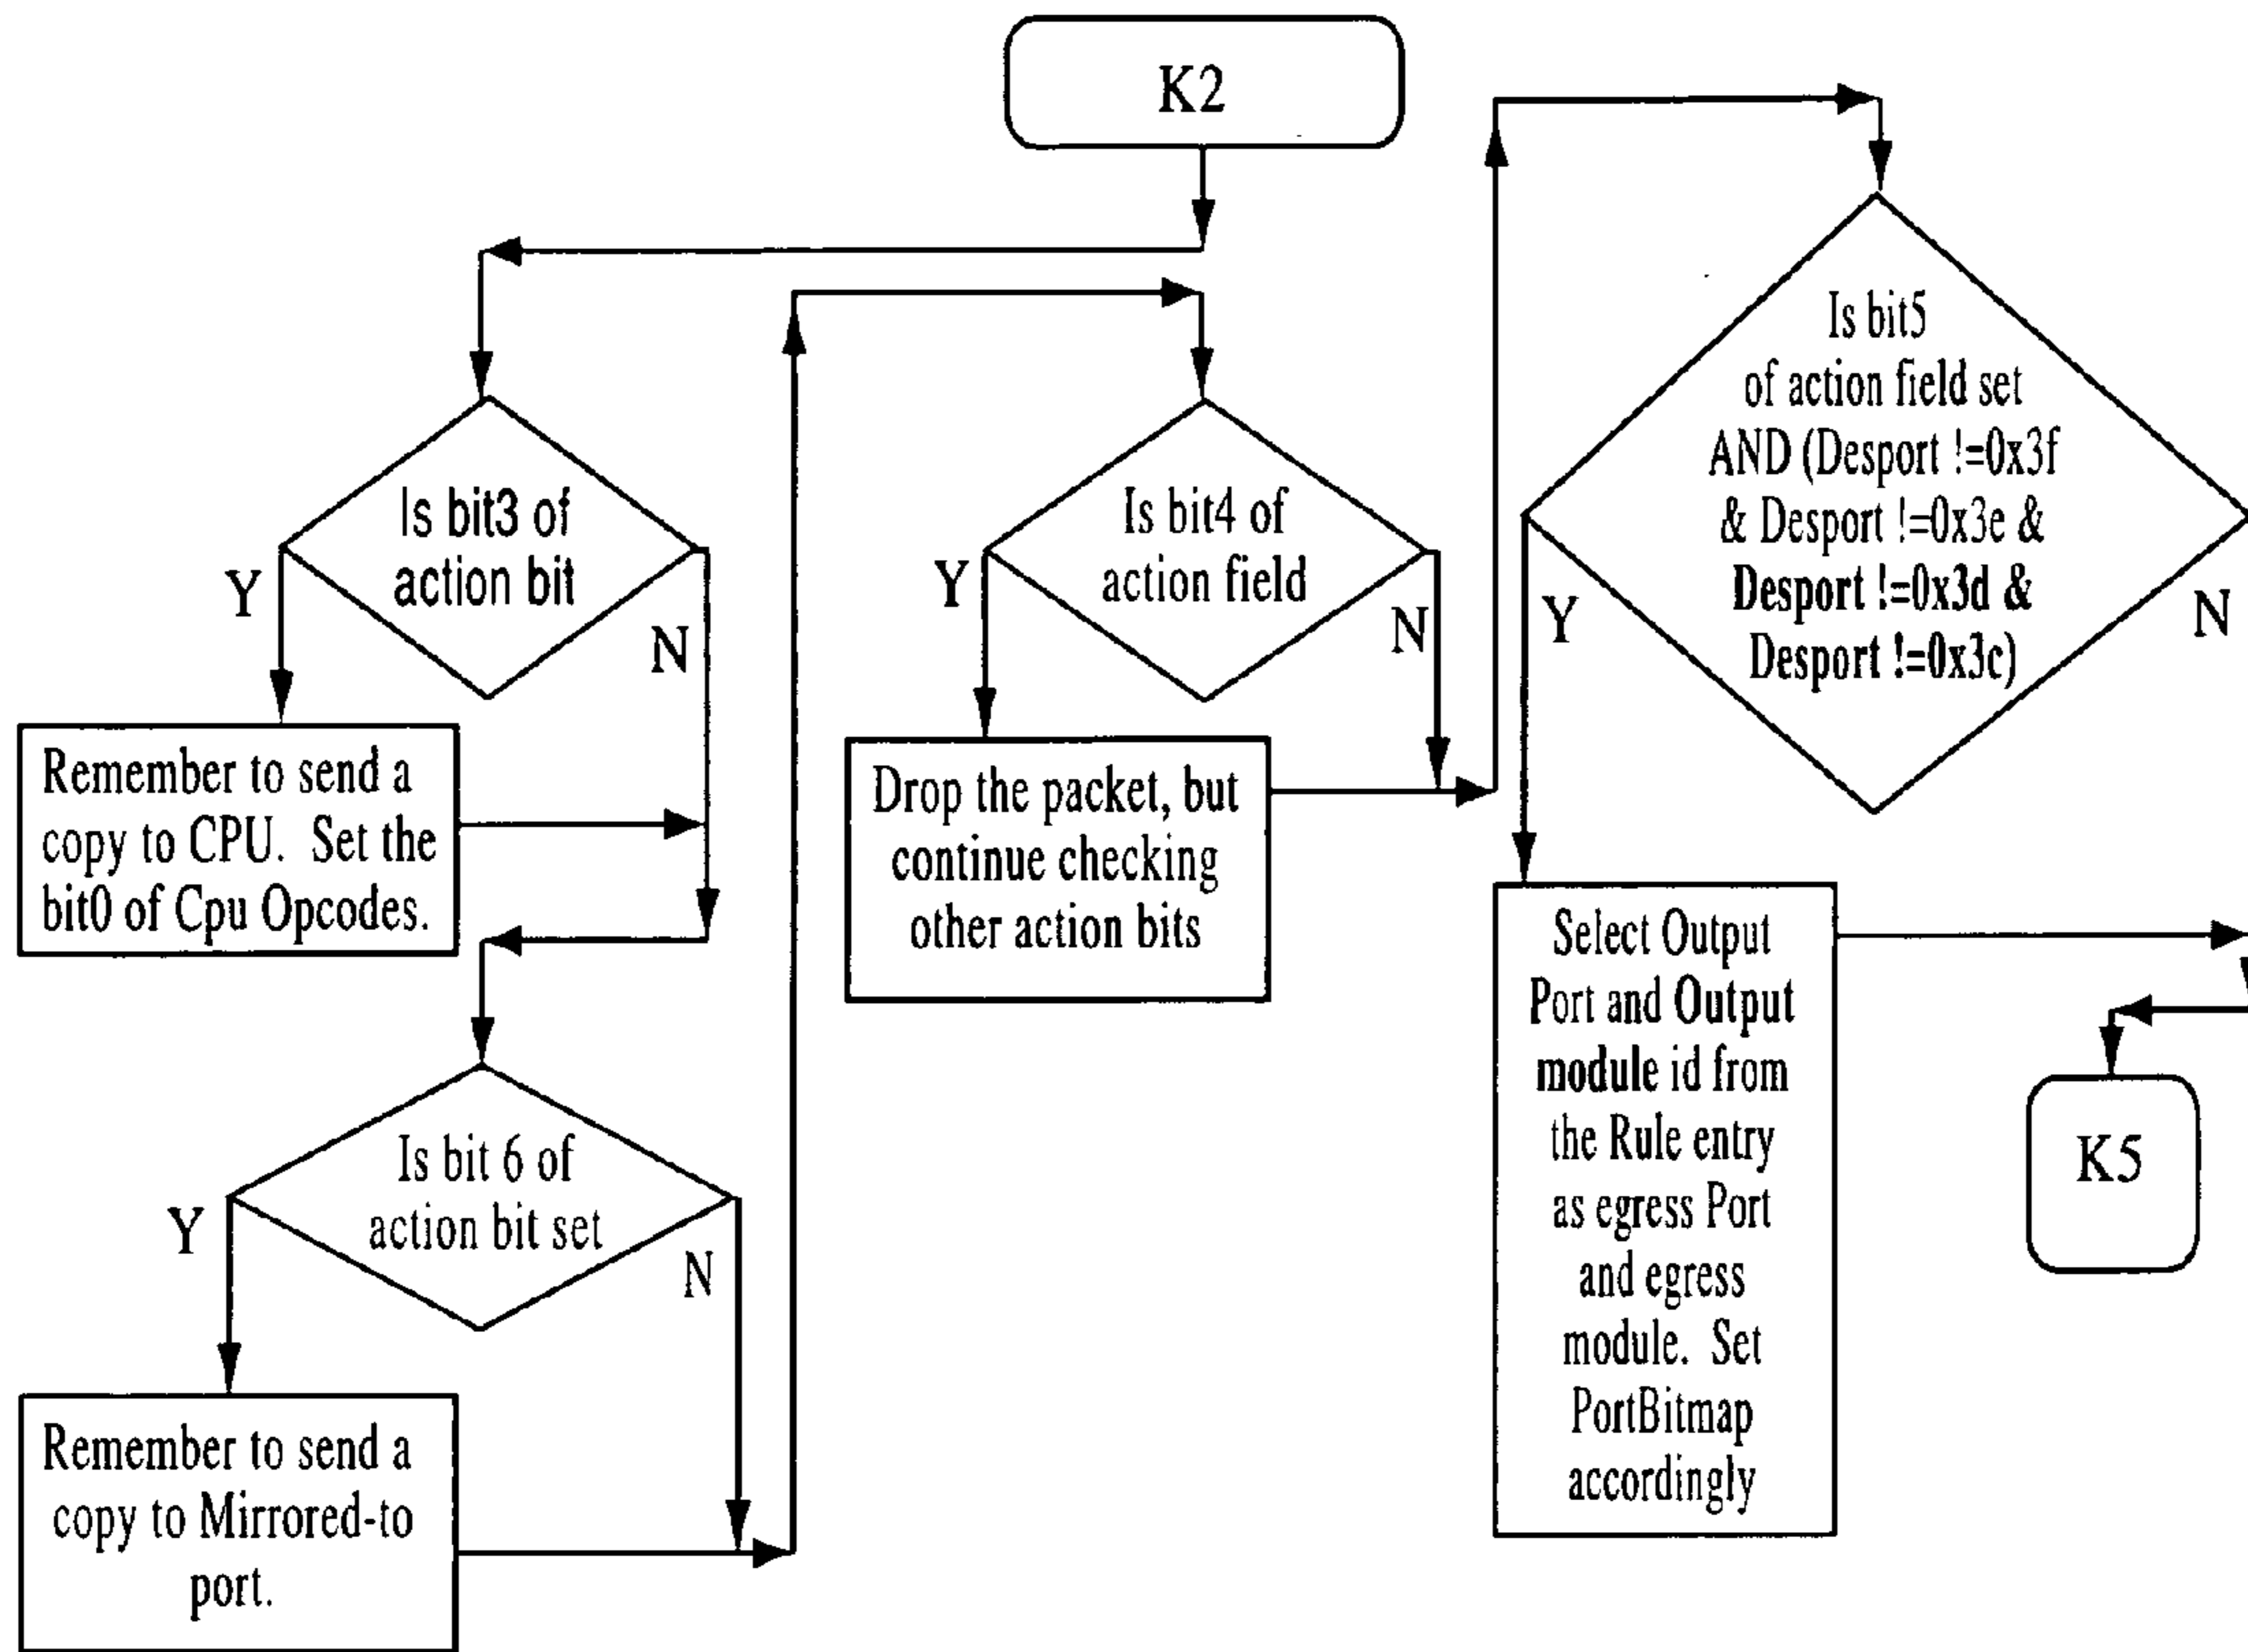 K2
Is bit3 of
action bit
Y
N
Remember to send a
copy to CPU. Set the
bit0 of Cpu Opcodes.
Is bit 6 of
action bit set
Y
N
Remember to send a
copy to Mirrored-to
port.
Is bit4 of
action field
Y
N
Drop the packet, but
continue checking
other action bits
Is bit5
of action field set
AND (Desport !=0x3f
& Desport !=0x3e &
Desport !=0x3d &
Desport !=0x3c)
Y
N
Select Output
Port and Output
module id from
the Rule entry
as egress Port
and egress
module. Set
PortBitmap
accordingly
K5